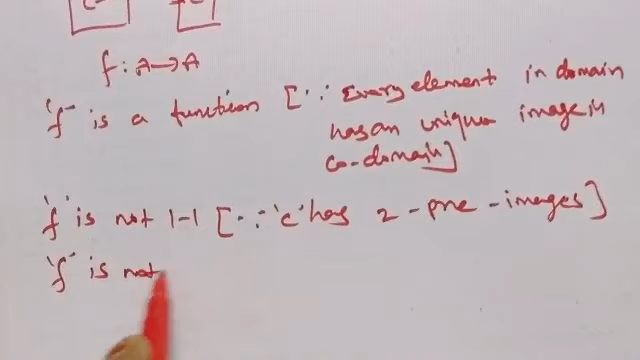 c c
f : A → A
'f' is a function [∵ Every element in domain
has an unique image in
co-domain]
'f' is not 1-1 [∵ 'c' has 2-pre-images]
'f' is not